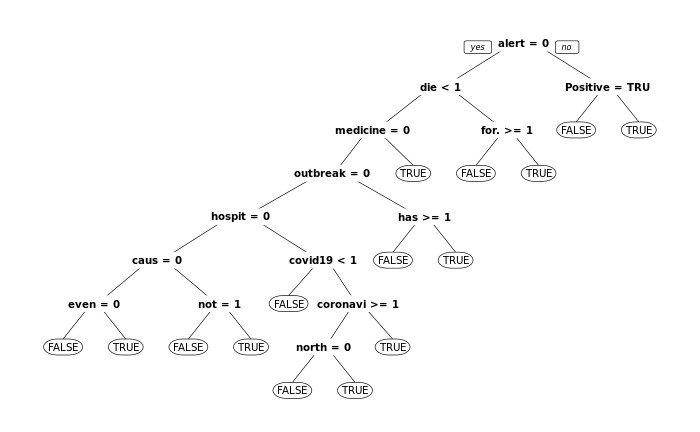 yes alert = 0 no
die < 1 Positive = TRU
medicine = 0 for. >= 1 FALSE TRUE
outbreak = 0 TRUE FALSE TRUE
hospit = 0 has >= 1
caus = 0 covid19 < 1 FALSE TRUE
even = 0 not = 1 FALSE coronavi >= 1
FALSE TRUE FALSE TRUE north = 0 TRUE
FALSE TRUE